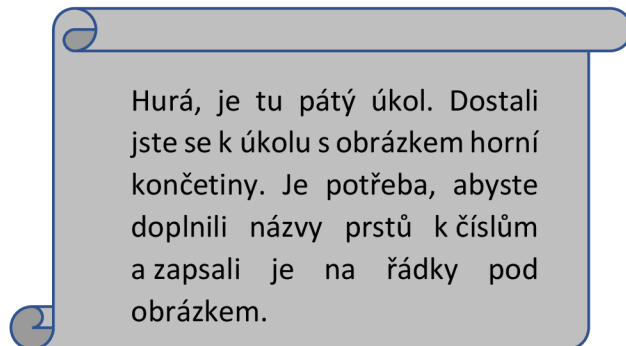 Hurá, je tu pátý úkol. Dostali
jste se k úkolu s obrázkem horní
končetiny. Je potřeba, abyste
doplnili názvy prstů k číslům
a zapsali je na řádky pod
obrázkem.